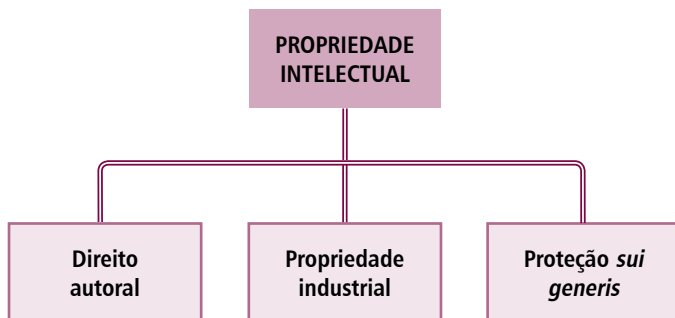 PROPRIEDADE
INTELECTUAL
Direito
autoral
Propriedade
industrial
Proteção sui
generis